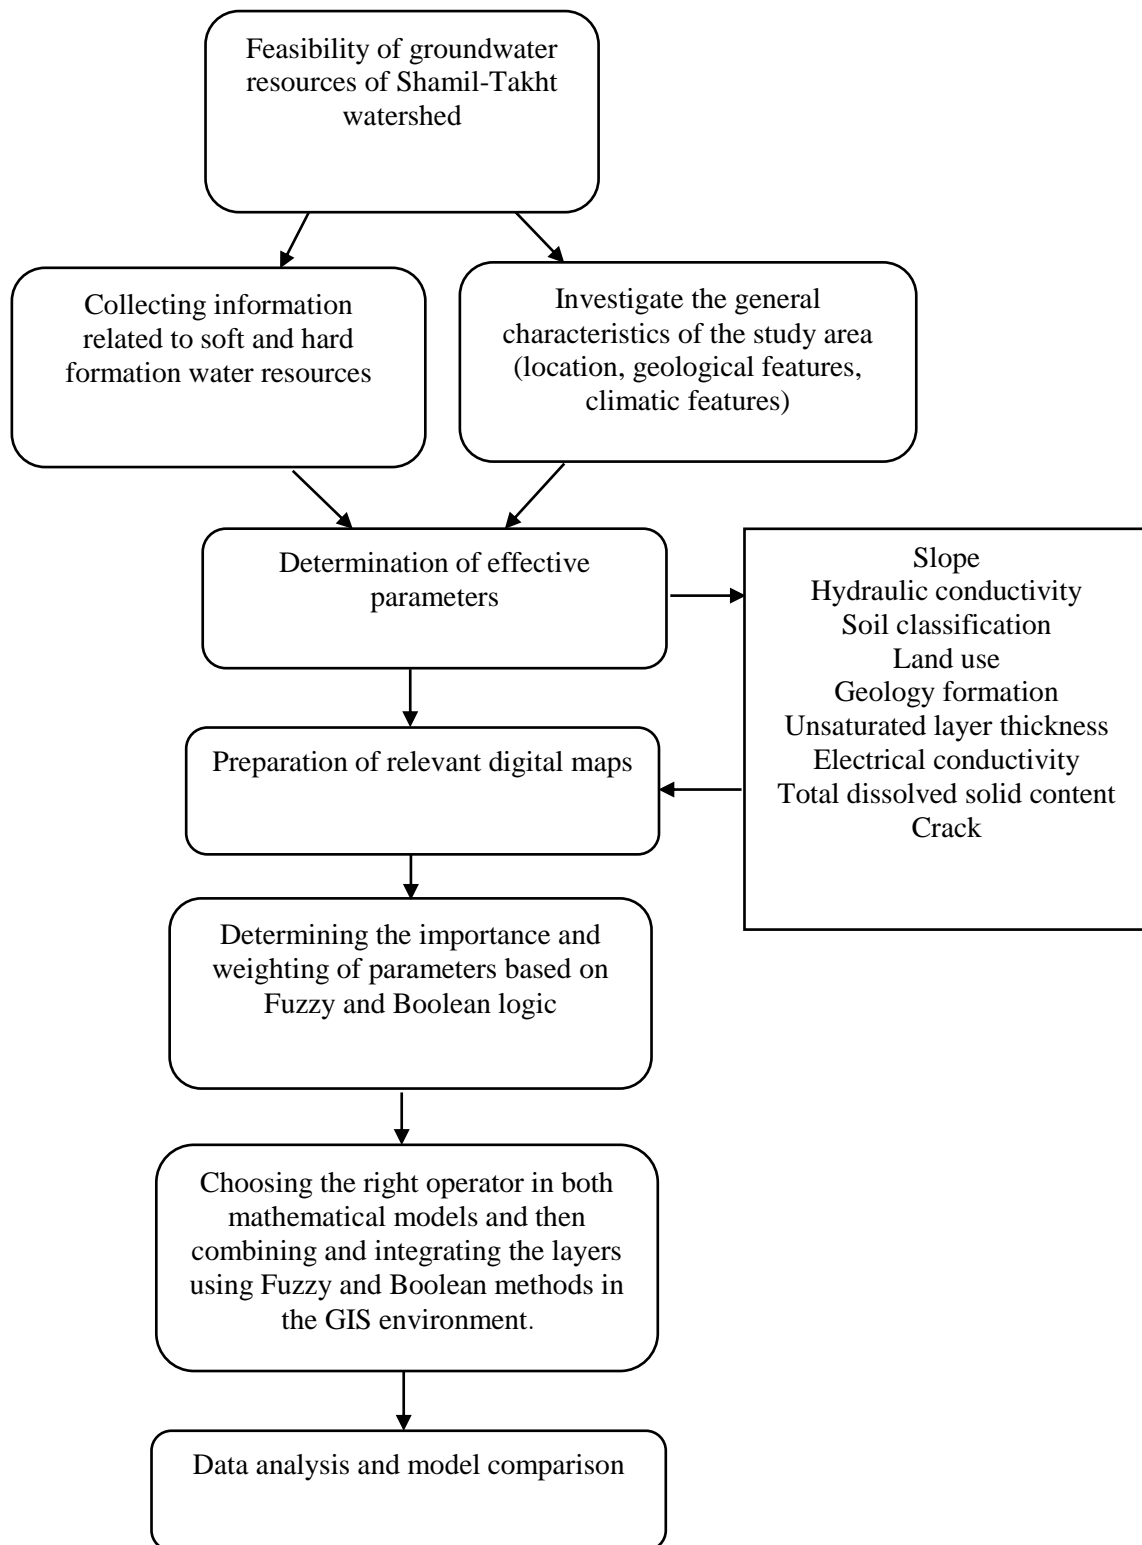 Feasibility of groundwater
resources of Shamil-Takht
watershed
Collecting information
related to soft and hard
formation water resources
Investigate the general
characteristics of the study area
(location, geological features,
climatic features)
Determination of effective
parameters
Slope
Hydraulic conductivity
Soil classification
Land use
Geology formation
Unsaturated layer thickness
Electrical conductivity
Total dissolved solid content
Crack
Preparation of relevant digital maps
Determining the importance and
weighting of parameters based on
Fuzzy and Boolean logic
Choosing the right operator in both
mathematical models and then
combining and integrating the layers
using Fuzzy and Boolean methods in
the GIS environment.
Data analysis and model comparison